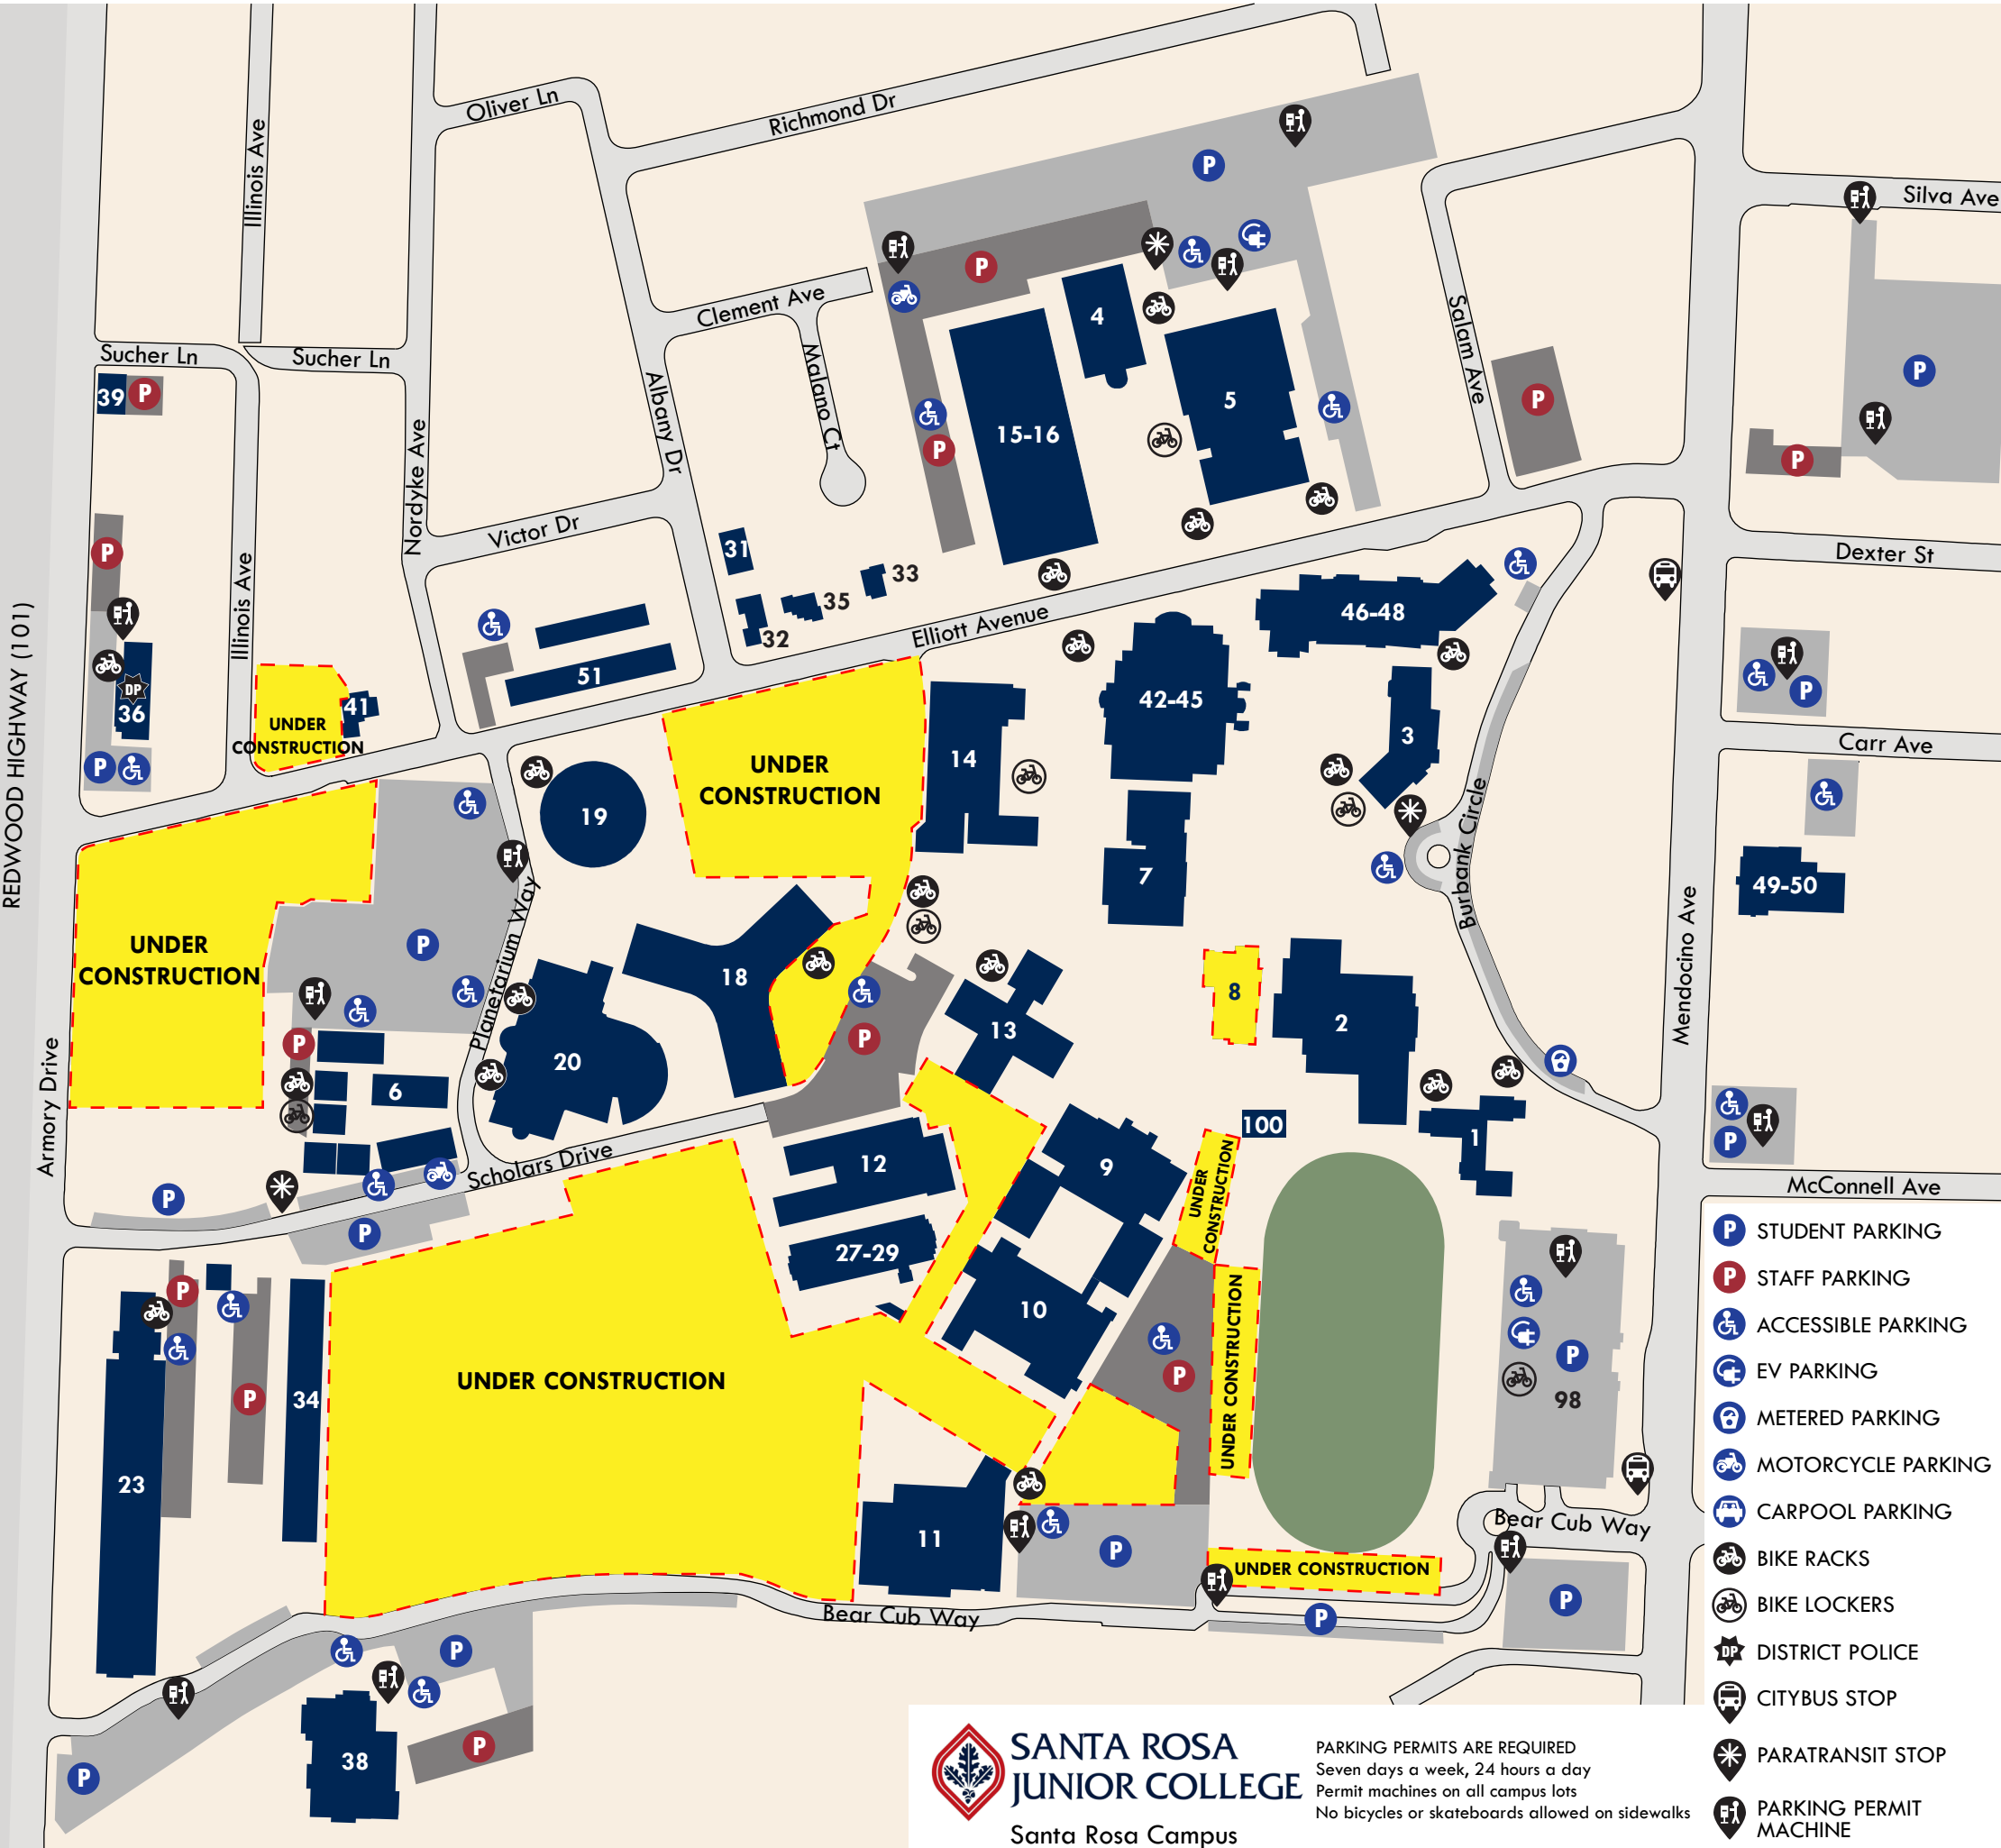 Oliver Ln
Richmond Dr
Illinois Ave
Silva Ave
Clement Ave
Malano Ct
Salam Ave
Sucher Ln
Sucher Ln
Albany Dr
Nordyke Ave
Victor Dr
Illinois Ave
Elliott Avenue
Dexter St
Carr Ave
REDWOOD HIGHWAY (101)
Armory Drive
Planetarium Way
Burbank Circle
Mendocino Ave
Scholars Drive
McConnell Ave
Bear Cub Way
Bear Cub Way
P
P
4
5
15-16
P
P
P
P
39
P
P
31
33
35
32
51
DP
36
41
UNDER
CONSTRUCTION
P
P
46-48
42-45
3
14
7
UNDER
CONSTRUCTION
19
49-50
UNDER
CONSTRUCTION
P
18
8
2
13
P
P
20
6
100
1
P
12
9
UNDER
CONSTRUCTION
P
P
27-29
10
P
P
P
UNDER CONSTRUCTION
UNDER CONSTRUCTION
P
98
34
23
P
11
P
UNDER CONSTRUCTION
P
P
P
P
P
38
P STUDENT PARKING
P STAFF PARKING
ACCESSIBLE PARKING
EV PARKING
METERED PARKING
MOTORCYCLE PARKING
CARPOOL PARKING
BIKE RACKS
BIKE LOCKERS
DP DISTRICT POLICE
CITYBUS STOP
PARATRANSIT STOP
PARKING PERMIT
MACHINE
SANTA ROSA
JUNIOR COLLEGE
Santa Rosa Campus
PARKING PERMITS ARE REQUIRED
Seven days a week, 24 hours a day
Permit machines on all campus lots
No bicycles or skateboards allowed on sidewalks